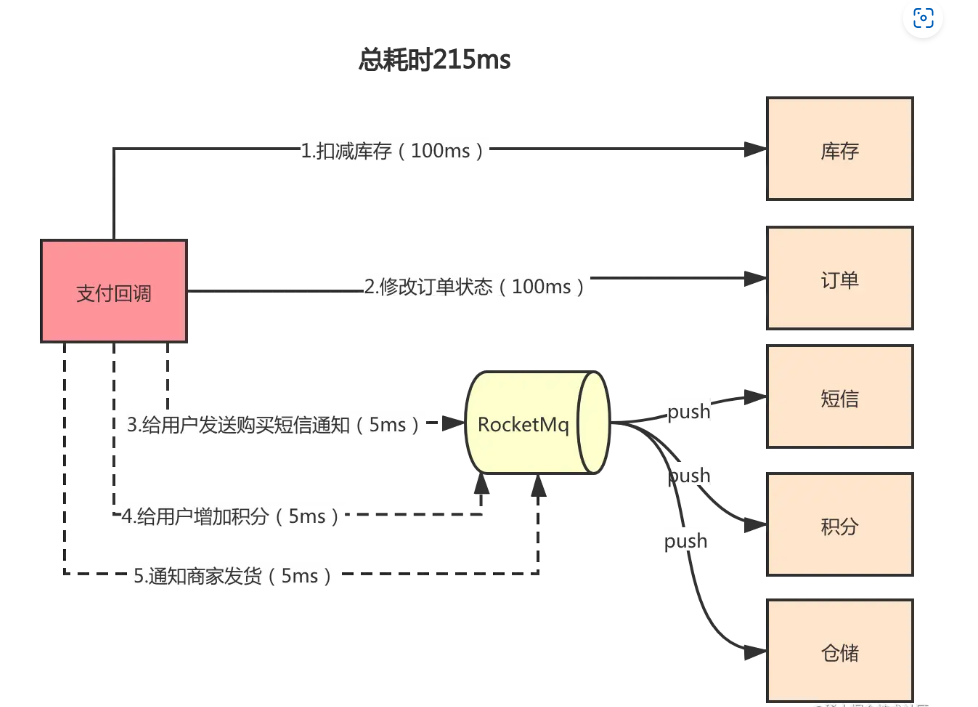 总耗时215ms
1.扣减库存（100ms）
库存
支付回调
2.修改订单状态（100ms）
订单
3.给用户发送购买短信通知（5ms）
RocketMq
push
短信
push
积分
4.给用户增加积分（5ms）
push
5.通知商家发货（5ms）
仓储